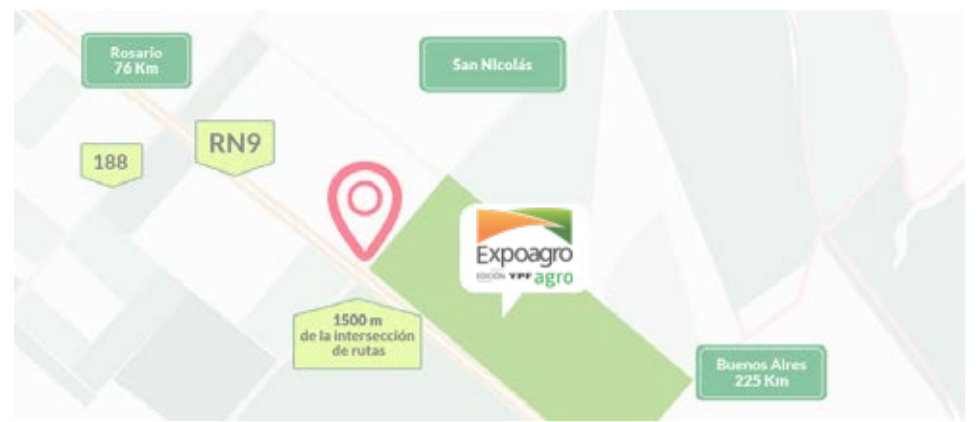 Rosario
76 Km
San Nicolás
188
RN9
Expoagro
EDICIÓN YPF agro
1500 m
de la intersección
de rutas
Buenos Aires
225 Km